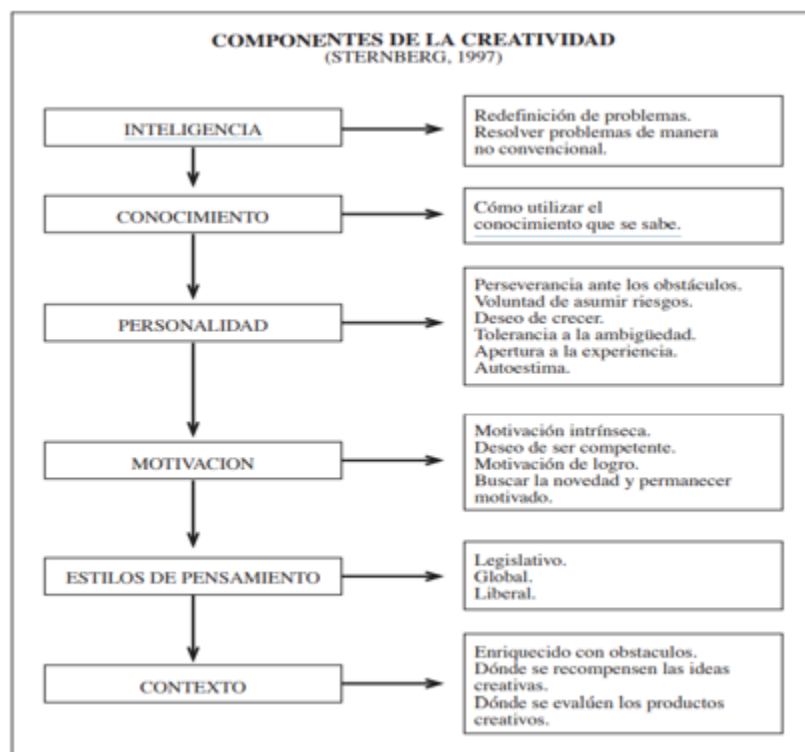 COMPONENTES DE LA CREATIVIDAD
(STERNBERG, 1997)
INTELIGENCIA
Redefinición de problemas.
Resolver problemas de manera
no convencional.
CONOCIMIENTO
Cómo utilizar el
conocimiento que se sabe.
PERSONALIDAD
Perseverancia ante los obstáculos.
Voluntad de asumir riesgos.
Deseo de crecer.
Tolerancia a la ambigüedad.
Apertura a la experiencia.
Autoestima.
MOTIVACION
Motivación intrínseca.
Deseo de ser competente.
Motivación de logro.
Buscar la novedad y permanecer
motivado.
ESTILOS DE PENSAMIENTO
Legislativo.
Global.
Liberal.
CONTEXTO
Enriquecido con obstaculos.
Dónde se recompensen las ideas
creativas.
Dónde se evalúen los productos
creativos.